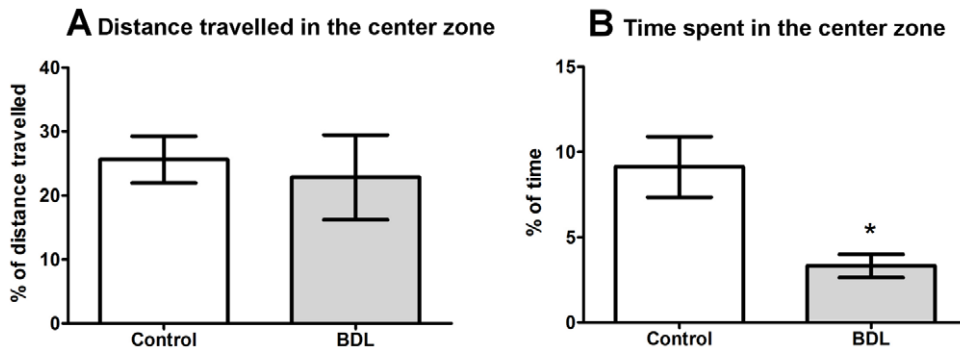 A Distance travelled in the center zone
% of distance travelled
40
30
20
10
0
Control
BDL
B Time spent in the center zone
% of time
15
10
5
0
*
Control
BDL